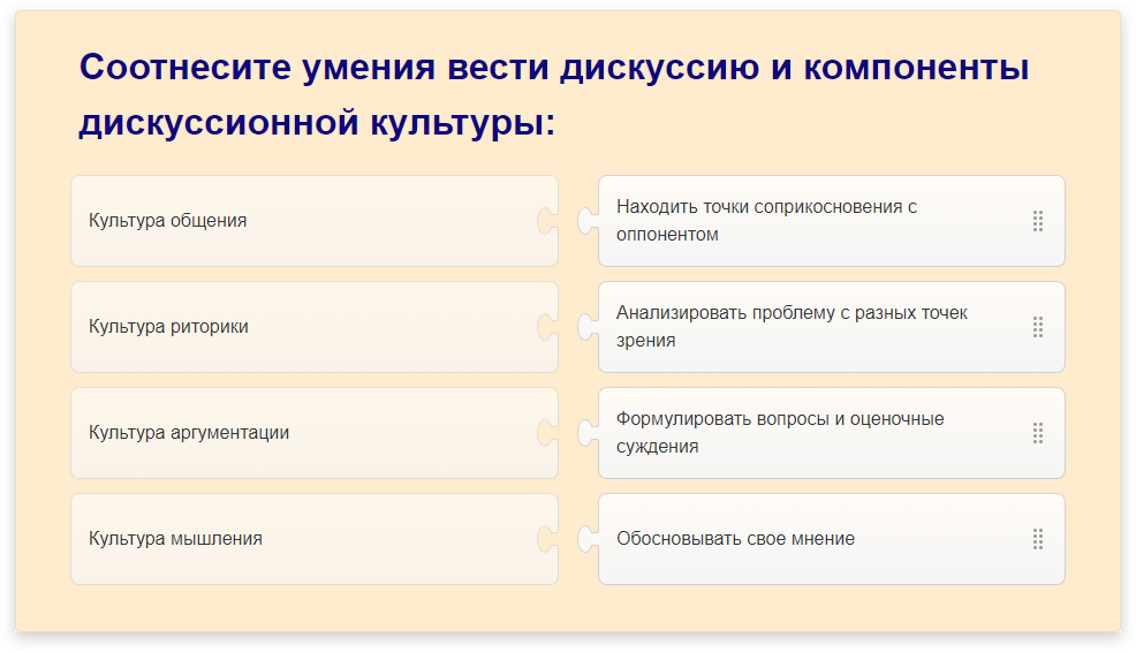 Соотнесите умения вести дискуссию и компоненты
дискуссионной культуры:
Культура общения
Находить точки соприкосновения с
оппонентом
Культура риторики
Анализировать проблему с разных точек
зрения
Культура аргументации
Формулировать вопросы и оценочные
суждения
Культура мышления
Обосновывать свое мнение